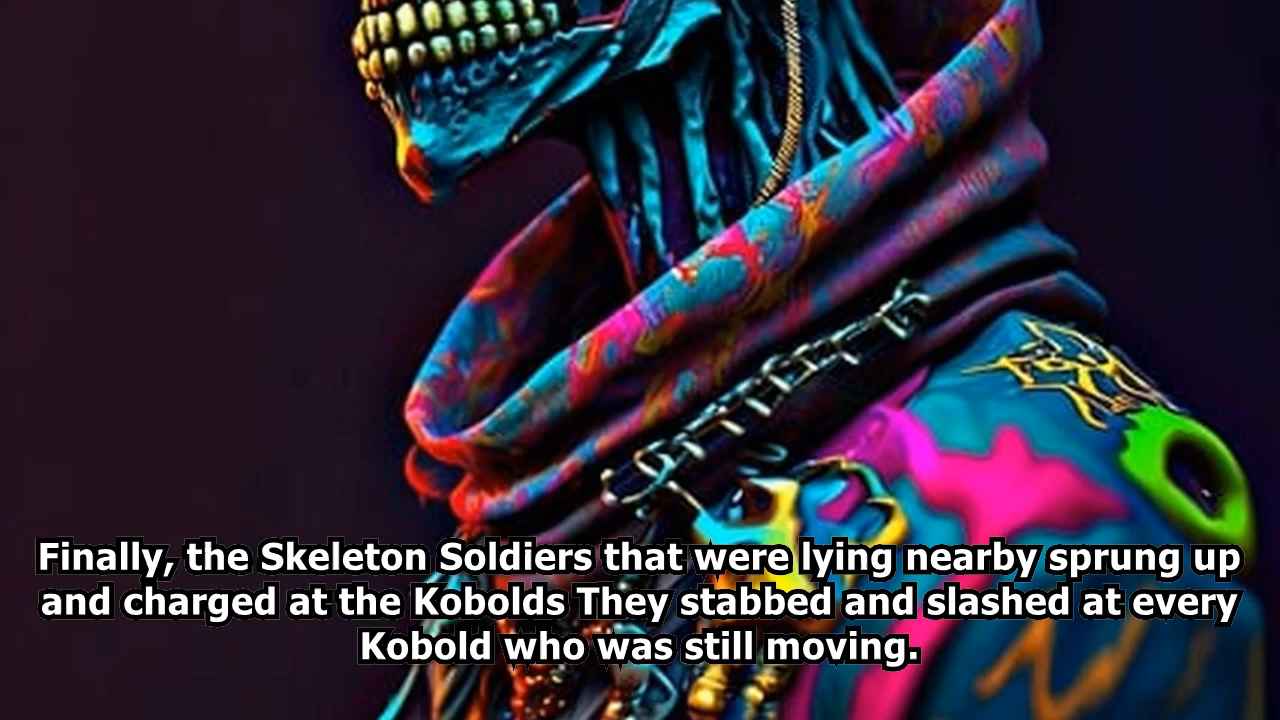 Finally, the Skeleton Soldiers that were lying nearby sprung up
and charged at the Kobolds They stabbed and slashed at every
Kobold who was still moving.